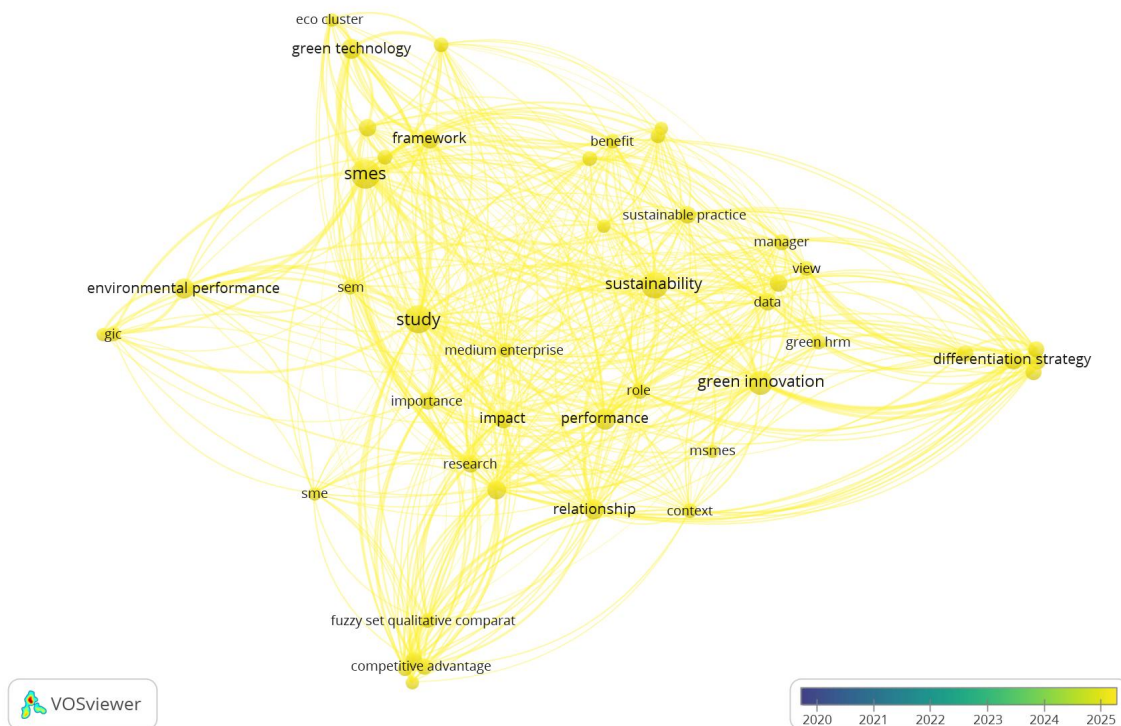 eco cluster
green technology
framework
benefit
smes
sustainable practice
manager
view
environmental performance
sem
sustainability
data
gic
study
green hrm
medium enterprise
differentiation strategy
green innovation
role
importance
impact
performance
msmes
research
sme
relationship
context
fuzzy set qualitative comparat
competitive advantage
VOSviewer
2020 2021 2022 2023 2024 2025